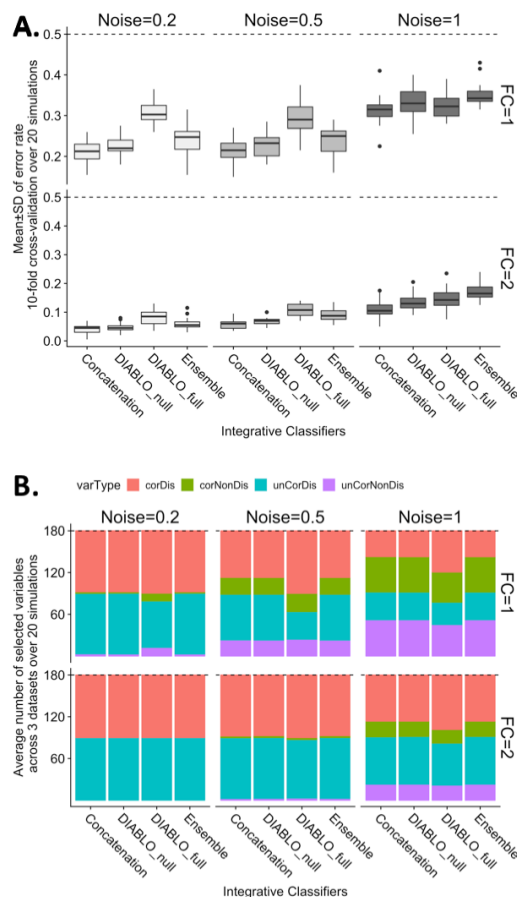 A.
Noise=0.2 Noise=0.5 Noise=1
Mean±SD of error rate
10-fold cross-validation over 20 simulations
0.5
0.4
0.3
0.2
FC=1
0.5
0.4
0.3
0.2
0.1
0.0
FC=2
Concatenation DIABLO_null DIABLO_full Ensemble Concatenation DIABLO_null DIABLO_full Ensemble Concatenation DIABLO_null DIABLO_full Ensemble
Integrative Classifiers
B.
varType corDis corNonDis unCorDis unCorNonDis
Noise=0.2 Noise=0.5 Noise=1
Average number of selected variables
across 3 datasets over 20 simulations
180
120
60
FC=1
180
120
60
FC=2
Concatenation DIABLO_null DIABLO_full Ensemble Concatenation DIABLO_null DIABLO_full Ensemble Concatenation DIABLO_null DIABLO_full Ensemble
Integrative Classifiers